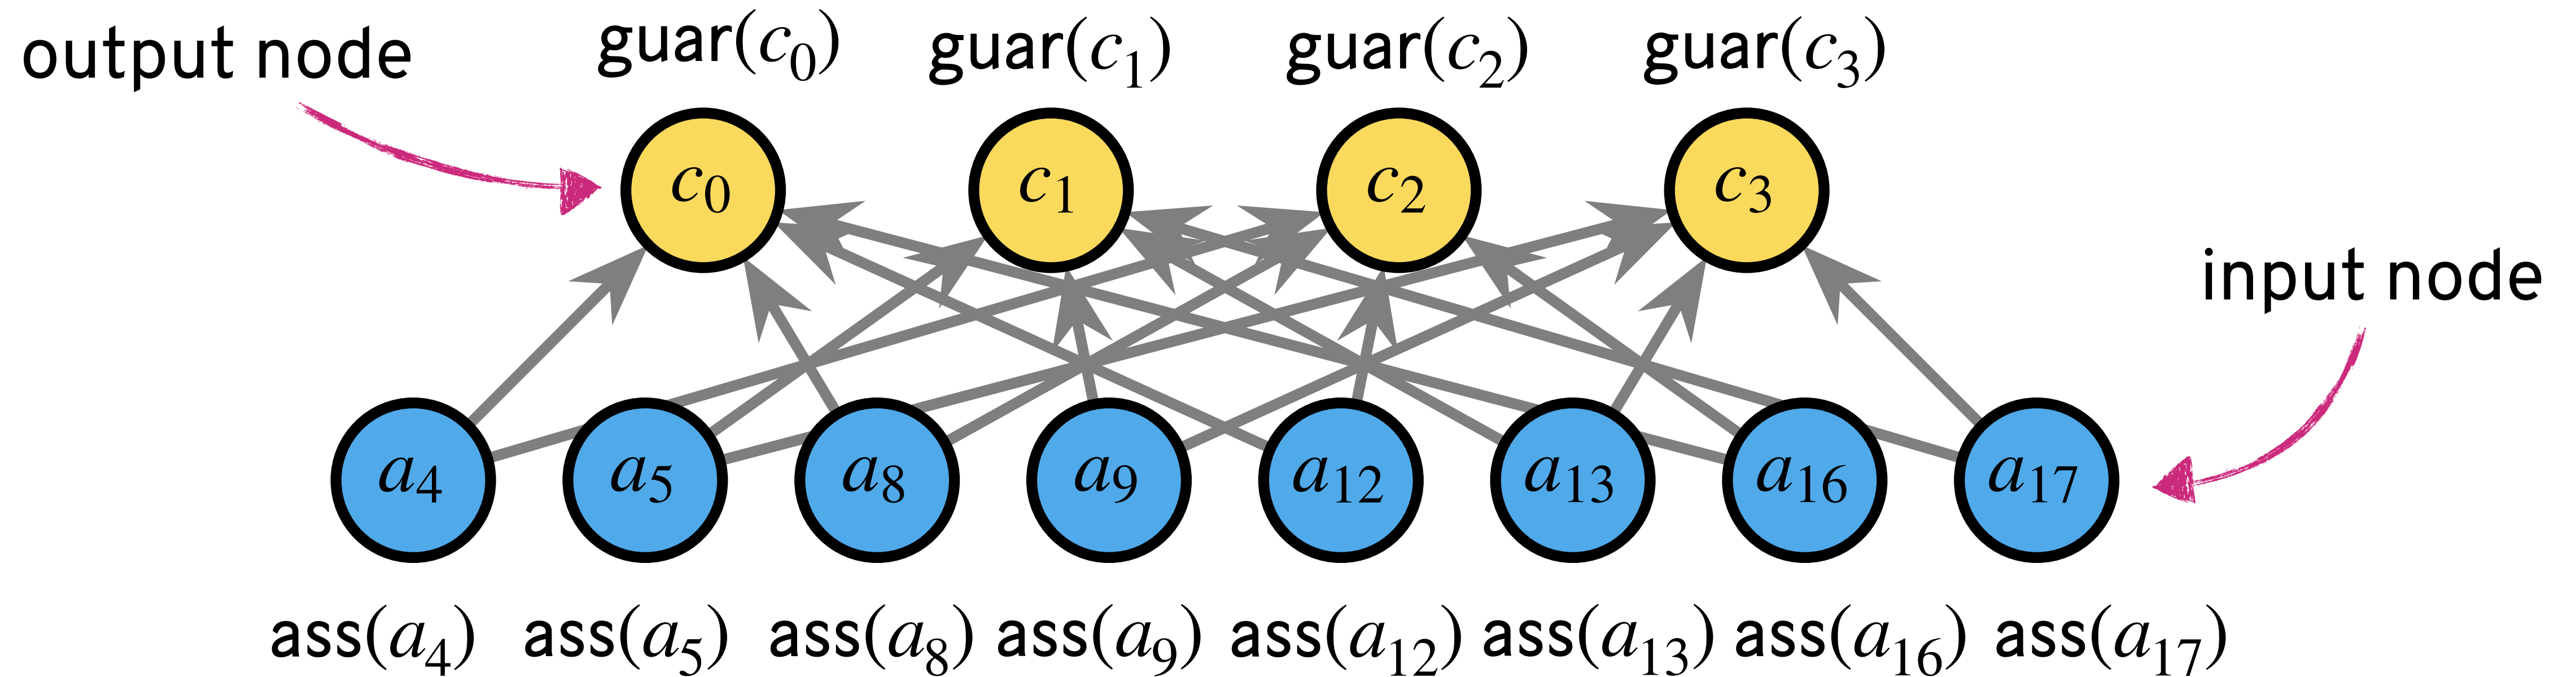 output node
guar(c₀) guar(c₁) guar(c₂) guar(c₃)
c₀ c₁ c₂ c₃
input node
a₄ a₅ a₈ a₉ a₁₂ a₁₃ a₁₆ a₁₇
ass(a₄) ass(a₅) ass(a₈) ass(a₉) ass(a₁₂) ass(a₁₃) ass(a₁₆) ass(a₁₇)